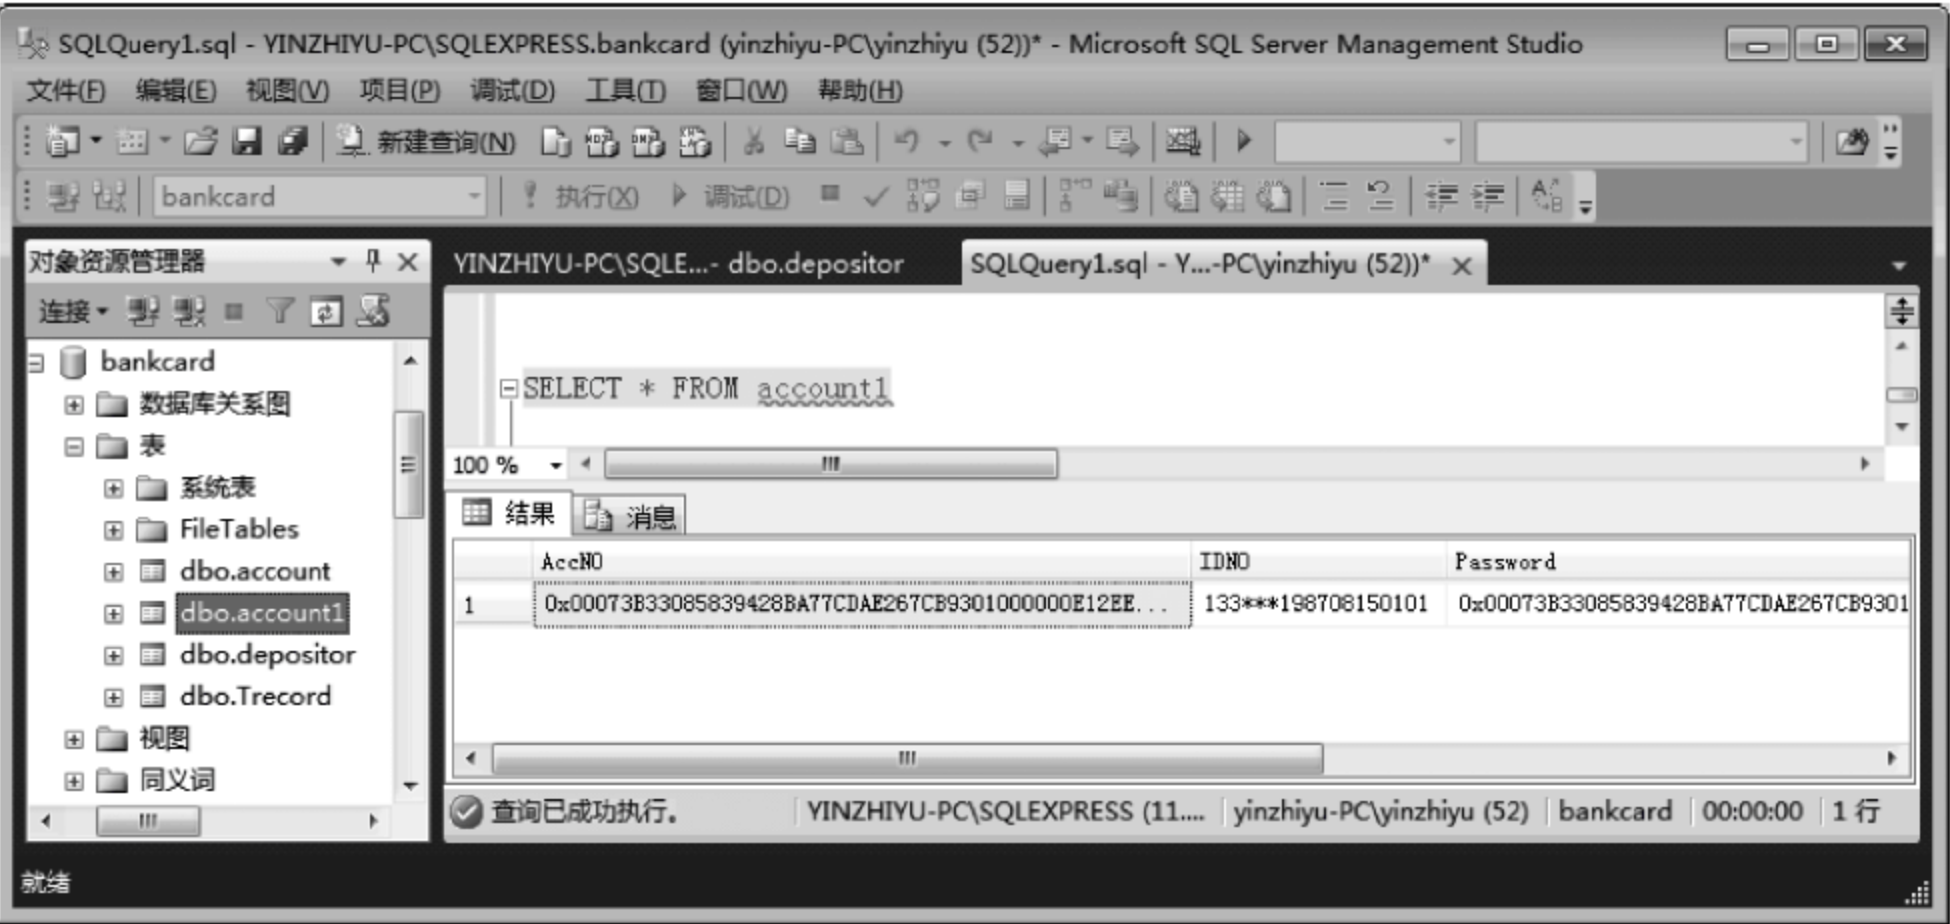 SQLQuery1.sql - YINZHIYU-PC\SQLEXPRESS.bankcard (yinzhiyu-PC\yinzhiyu (52))* - Microsoft SQL Server Management Studio
文件(F) 编辑(E) 视图(V) 项目(P) 调试(D) 工具(T) 窗口(W) 帮助(H)
新建查询(N)
bankcard 执行(X) 调试(D)
对象资源管理器
YINZHIYU-PC\SQLE...- dbo.depositor SQLQuery1.sql - Y...-PC\yinzhiyu (52))*
连接
bankcard
数据库关系图
表
系统表
FileTables
dbo.account
dbo.account1
dbo.depositor
dbo.Trecord
视图
同义词
SELECT * FROM account1
100 %
结果 消息
AccNO IDNO Password
1 0x00073B33085839428BA77CDAE267CB9301000000E12EE... 133***198708150101 0x00073B33085839428BA77CDAE267CB9301
查询已成功执行。 YINZHIYU-PC\SQLEXPRESS (11.... yinzhiyu-PC\yinzhiyu (52) bankcard 00:00:00 1 行
就绪